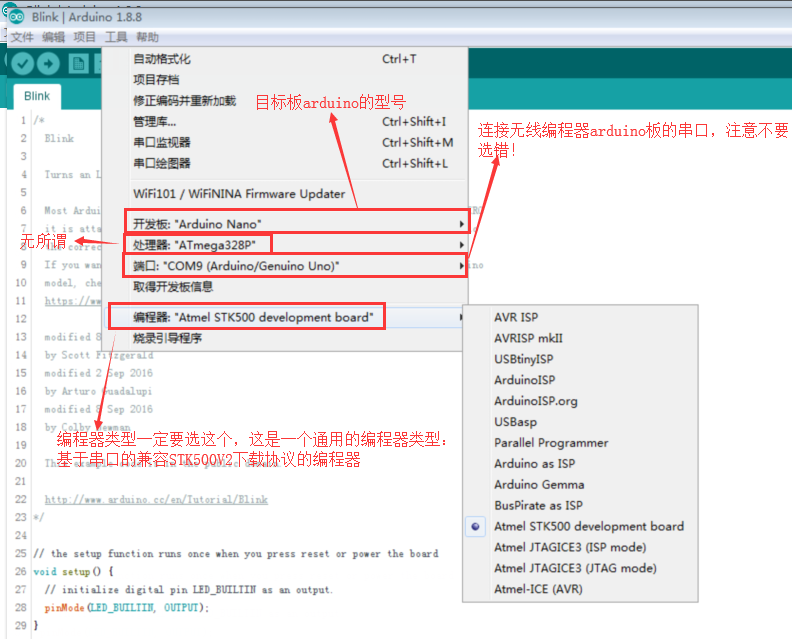 Blink | Arduino 1.8.8
文件 编辑 项目 工具 帮助
Blink
自动格式化 Ctrl+T
项目存档
修正编码并重新加载
管理库... Ctrl+Shift+I
串口监视器 Ctrl+Shift+M
串口绘图器 Ctrl+Shift+L
WiFi101 / WiFiNINA Firmware Updater
开发板: "Arduino Nano"
处理器: "ATmega328P"
端口: "COM9 (Arduino/Genuino Uno)"
取得开发板信息
编程器: "Atmel STK500 development board"
烧录引导程序
目标板arduino的型号
连接无线编程器arduino板的串口，注意不要
选错！
无所谓
编程器类型一定要选这个，这是一个通用的编程器类型：
基于串口的兼容STK500V2下载协议的编程器
AVR ISP
AVRISP mkII
USBtinyISP
ArduinoISP
ArduinoISP.org
USBasp
Parallel Programmer
Arduino as ISP
Arduino Gemma
BusPirate as ISP
Atmel STK500 development board
Atmel JTAGICE3 (ISP mode)
Atmel JTAGICE3 (JTAG mode)
Atmel-ICE (AVR)
1 /*
2 Blink
3
4 Turns an L
5
6 Most Ardui
7 it is atta
8
9 If you wan
10 model, che
11 https://ww
12
13 modified 8
14 by Scott Fitzgerald
15 modified 2 Sep 2016
16 by Arturo Guadalupi
17 modified 8 Sep 2016
18 by Colby Newman
19
20
21
22 http://www.arduino.cc/en/Tutorial/Blink
23 */
24
25 // the setup function runs once when you press reset or power the board
26 void setup() {
27 // initialize digital pin LED_BUILTIN as an output.
28 pinMode(LED_BUILTIN, OUTPUT);
29 }